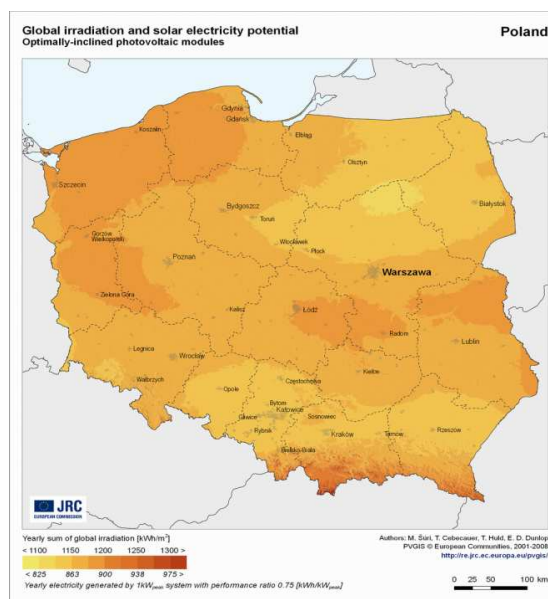 Global irradiation and solar electricity potential
Optimally-inclined photovoltaic modules
Poland
Gdynia
Gdańsk
Koszalin
Elbląg
Olsztyn
Szczecin
Białystok
Bydgoszcz
Toruń
Gorzów
Wielkopolski
Włocławek
Płock
Poznań
Warszawa
Zielona Góra
Kalisz
Łódź
Radom
Lublin
Legnica
Wrocław
Wałbrzych
Kielce
Opole
Częstochowa
Bytom
Gliwice
Katowice
Sosnowiec
Rybnik
Kraków
Tarnów
Rzeszów
Bielsko-Biała
JRC
EUROPEAN COMMISSION
Yearly sum of global irradiation [kWh/m²]
< 1100 1150 1200 1250 1300 >
< 825 863 900 938 975 >
Yearly electricity generated by 1kWpeak system with performance ratio 0.75 [kWh/kWpeak]
Authors: M. Šúri, T. Cebecauer, T. Huld, E. D. Dunlop
PVGIS © European Communities, 2001-2008
http://re.jrc.ec.europa.eu/pvgis/
0 25 50 100 km